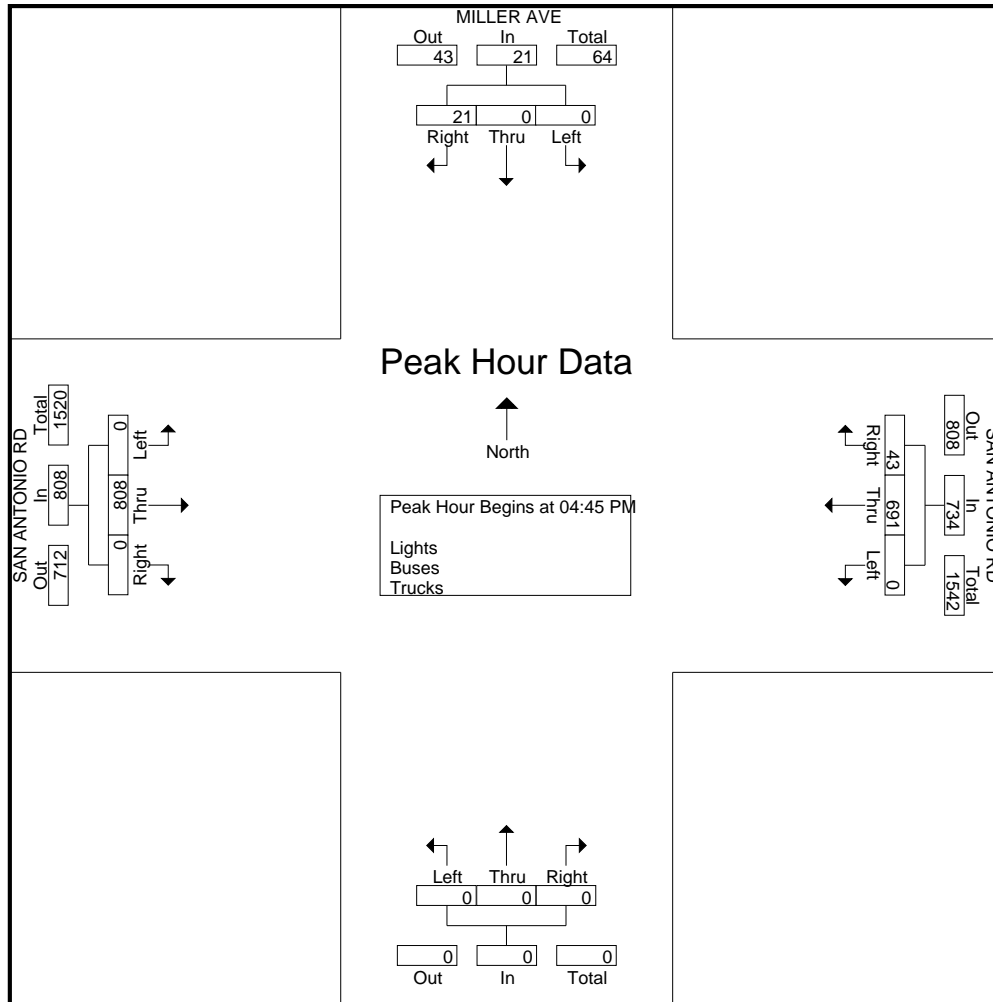 MILLER AVE
Out In Total
43 21 64
21 0 0
Right Thru Left
Peak Hour Data
North
Peak Hour Begins at 04:45 PM
Lights
Buses
Trucks
SAN ANTONIO RD
Total In Out
1520 808 712
0 808 0
Left Thru Right
SAN ANTONIO RD
Out In Total
808 734 1542
43 691 0
Right Thru Left
Left Thru Right
0 0 0
0 0 0
Out In Total